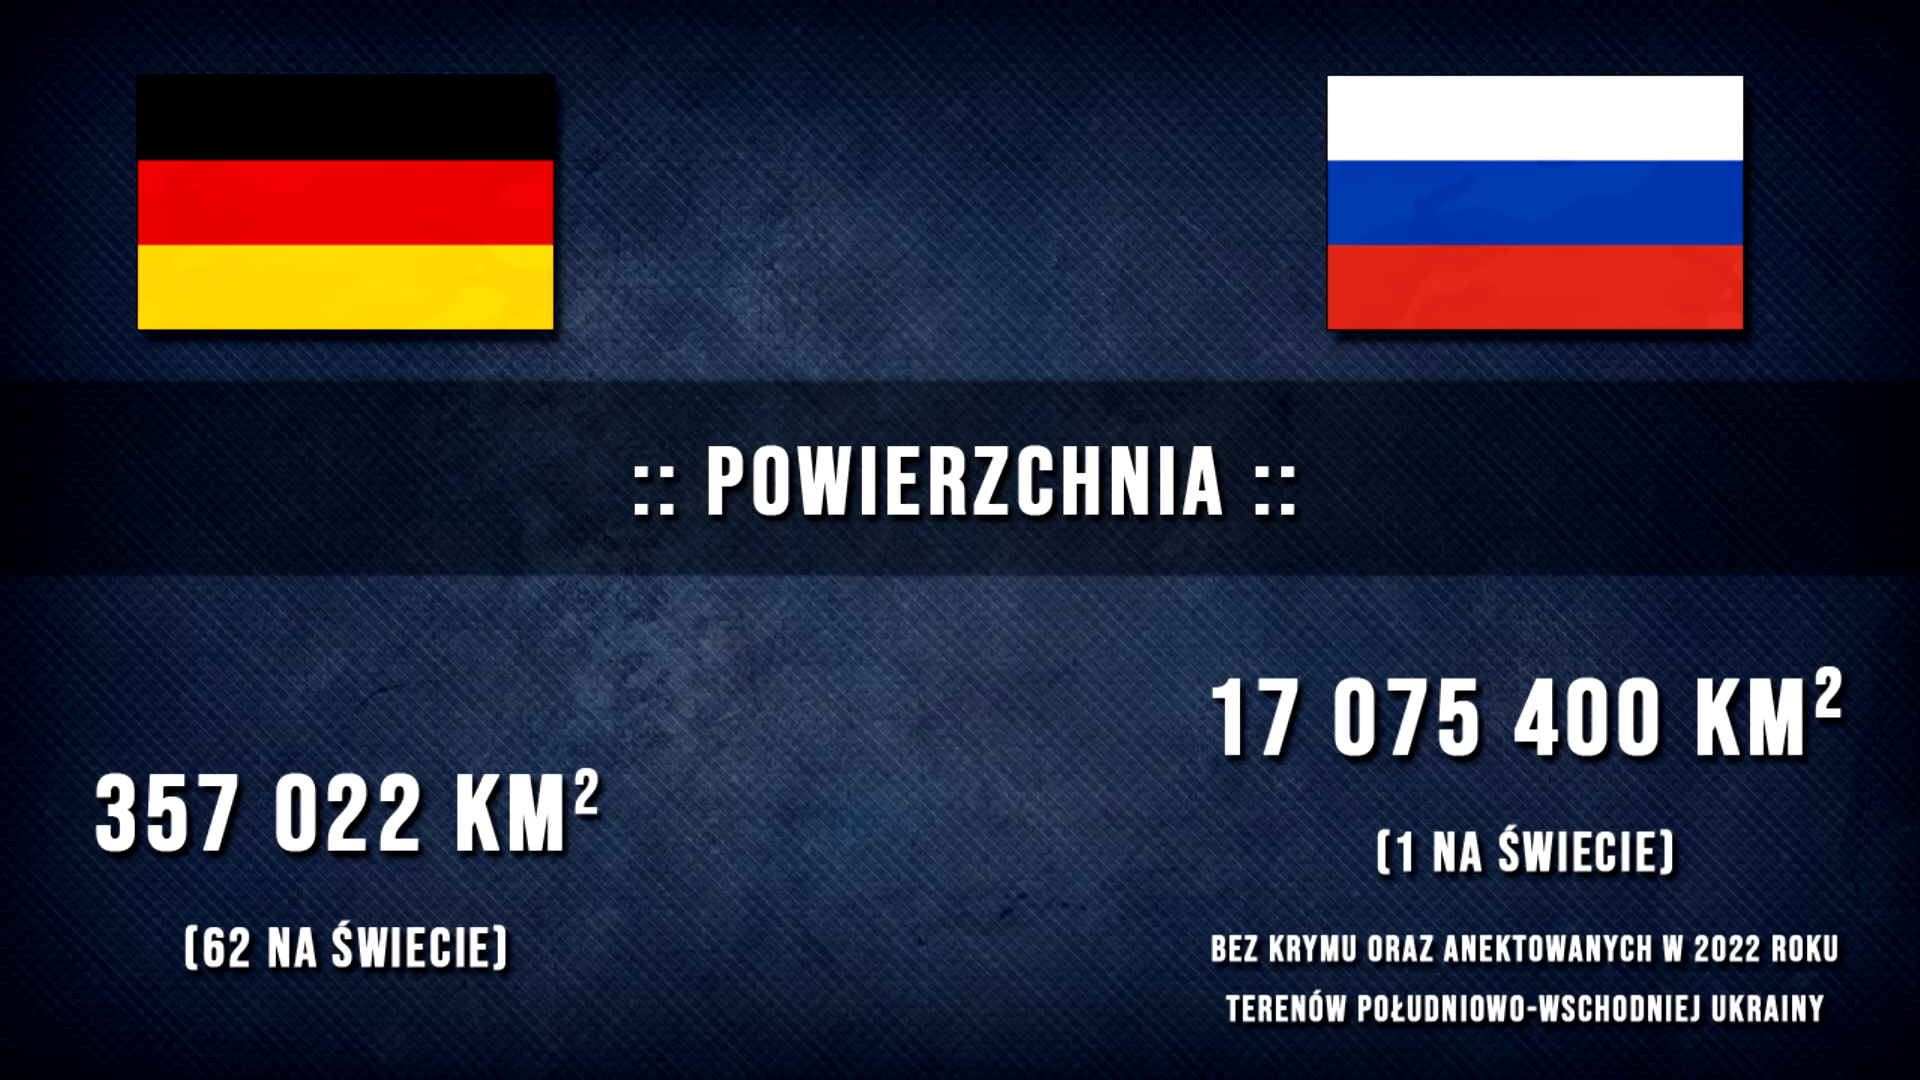 :: POWIERZCHNIA ::
357 022 KM²
(62 NA ŚWIECIE)
17 075 400 KM²
(1 NA ŚWIECIE)
BEZ KRYMU ORAZ ANEKTOWANYCH W 2022 ROKU
TERENÓW POŁUDNIOWO-WSCHODNIEJ UKRAINY